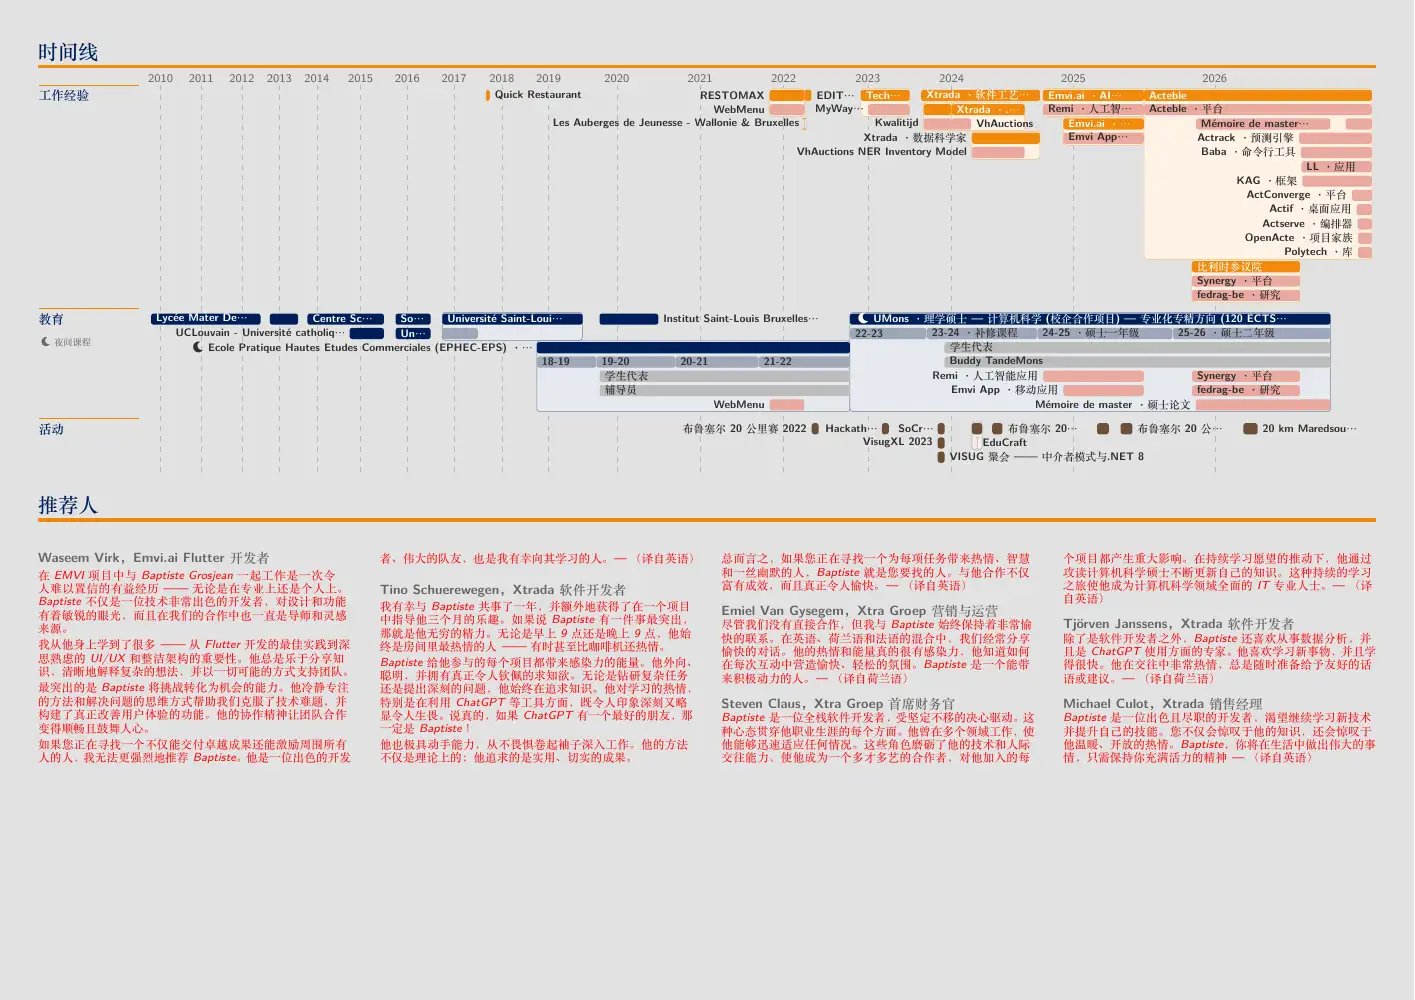 时间线
2010 2011 2012 2013 2014 2015 2016 2017 2018 2019 2020 2021 2022 2023 2024 2025 2026
工作经验
Quick Restaurant
RESTOMAX
EDIT…
Tech…
Xtrada · 软件工艺…
Emvi.ai · AI…
Acteble
WebMenu
MyWay…
Xtrada · …
Remi · 人工智…
Acteble · 平台
Les Auberges de Jeunesse - Wallonie & Bruxelles
Kwalitijd
VhAuctions
Emvi.ai · …
Mémoire de master…
Xtrada · 数据科学家
Emvi App…
Actrack · 预测引擎
VhAuctions NER Inventory Model
Baba · 命令行工具
LL · 应用
KAG · 框架
ActConverge · 平台
Actif · 桌面应用
Actserve · 编排器
OpenActe · 项目家族
Polytech · 库
比利时参议院
Synergy · 平台
fedrag-be · 研究
教育
Lycée Mater De…
Centre Sc…
So…
Université Saint-Loui…
Institut Saint-Louis Bruxelles…
UMons · 理学硕士 — 计算机科学 (校企合作项目) — 专业化专精方向 (120 ECTS…
UCLouvain - Université catholiq…
Un…
22-23
23-24 · 补修课程
24-25 · 硕士一年级
25-26 · 硕士二年级
夜间课程
Ecole Pratique Hautes Etudes Commerciales (EPHEC-EPS) · …
学生代表
18-19
19-20
20-21
21-22
Buddy TandeMons
学生代表
Remi · 人工智能应用
Synergy · 平台
辅导员
Emvi App · 移动应用
fedrag-be · 研究
WebMenu
Mémoire de master · 硕士论文
活动
布鲁塞尔 20 公里赛 2022
Hackath…
SoCr…
布鲁塞尔 20…
布鲁塞尔 20 公…
20 km Maredsou…
VisugXL 2023
EduCraft
VISUG 聚会 —— 中介者模式与.NET 8
推荐人
Waseem Virk，Emvi.ai Flutter 开发者
在 EMVI 项目中与 Baptiste Grosjean 一起工作是一次令
人难以置信的有益经历 —— 无论是在专业上还是个人上。
Baptiste 不仅是一位技术非常出色的开发者，对设计和功能
有着敏锐的眼光，而且在我们的合作中也一直是导师和灵感
来源。
我从他身上学到了很多 —— 从 Flutter 开发的最佳实践到深
思熟虑的 UI/UX 和整洁架构的重要性。他总是乐于分享知
识，清晰地解释复杂的想法，并以一切可能的方式支持团队。
最突出的是 Baptiste 将挑战转化为机会的能力。他冷静专注
的方法和解决问题的思维方式帮助我们克服了技术难题，并
构建了真正改善用户体验的功能。他的协作精神让团队合作
变得顺畅且鼓舞人心。
如果您正在寻找一个不仅能交付卓越成果还能激励周围所有
人的人，我无法更强烈地推荐 Baptiste。他是一位出色的开发
者、伟大的队友，也是我有幸向其学习的人。—（译自英语）
Tino Schuerewegen，Xtrada 软件开发者
我有幸与 Baptiste 共事了一年，并额外地获得了在一个项目
中指导他三个月的乐趣。如果说 Baptiste 有一件事最突出，
那就是他无穷的精力。无论是早上 9 点还是晚上 9 点，他始
终是房间里最热情的人 —— 有时甚至比咖啡机还热情。
Baptiste 给他参与的每个项目都带来感染力的能量。他外向、
聪明，并拥有真正令人钦佩的求知欲。无论是钻研复杂任务
还是提出深刻的问题，他始终在追求知识。他对学习的热情，
特别是在利用 ChatGPT 等工具方面，既令人印象深刻又略
显令人生畏。说真的，如果 ChatGPT 有一个最好的朋友，那
一定是 Baptiste！
他也极具动手能力，从不畏惧卷起袖子深入工作。他的方法
不仅是理论上的；他追求的是实用、切实的成果。
总而言之，如果您正在寻找一个为每项任务带来热情、智慧
和一丝幽默的人，Baptiste 就是您要找的人。与他合作不仅
富有成效，而且真正令人愉快。—（译自英语）
Emiel Van Gysegem，Xtra Groep 营销与运营
尽管我们没有直接合作，但我与 Baptiste 始终保持着非常愉
快的联系。在英语、荷兰语和法语的混合中，我们经常分享
愉快的对话。他的热情和能量真的很有感染力，他知道如何
在每次互动中营造愉快、轻松的氛围。Baptiste 是一个能带
来积极动力的人。—（译自荷兰语）
Steven Claus，Xtra Groep 首席财务官
Baptiste 是一位全栈软件开发者，受坚定不移的决心驱动。这
种心态贯穿他职业生涯的每个方面。他曾在多个领域工作，使
他能够迅速适应任何情况。这些角色磨砺了他的技术和人际
交往能力，使他成为一个多才多艺的合作者，对他加入的每
个项目都产生重大影响。在持续学习愿望的推动下，他通过
攻读计算机科学硕士不断更新自己的知识。这种持续的学习
之旅使他成为计算机科学领域全面的 IT 专业人士。—（译
自英语）
Tjörven Janssens，Xtrada 软件开发者
除了是软件开发者之外，Baptiste 还喜欢从事数据分析，并
且是 ChatGPT 使用方面的专家。他喜欢学习新事物，并且学
得很快。他在交往中非常热情，总是随时准备给予友好的话
语或建议。—（译自荷兰语）
Michael Culot，Xtrada 销售经理
Baptiste 是一位出色且尽职的开发者，渴望继续学习新技术
并提升自己的技能。您不仅会惊叹于他的知识，还会惊叹于
他温暖、开放的热情。Baptiste，你将在生活中做出伟大的事
情，只需保持你充满活力的精神 —（译自英语）